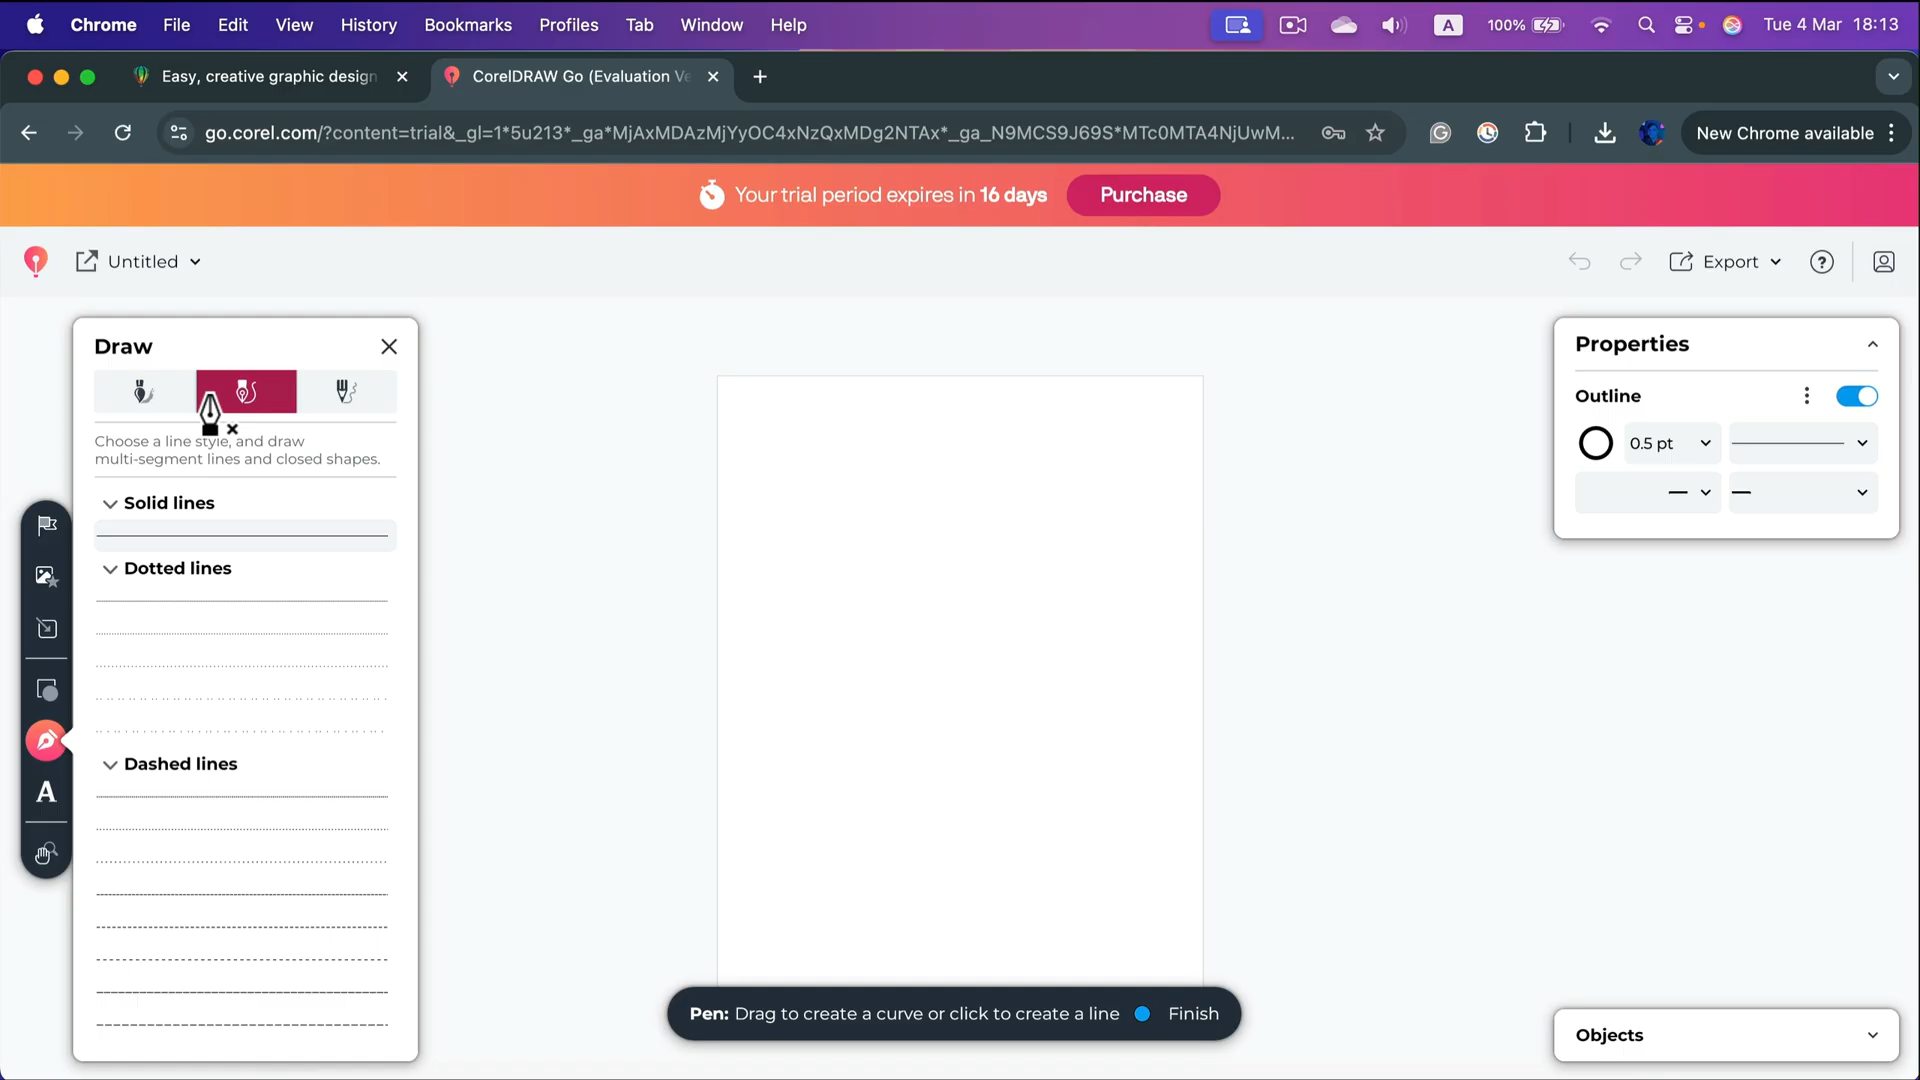 Chrome File Edit View History Bookmarks Profiles Tab Window Help A 100% Tue 4 Mar 18:13
Easy, creative graphic design CorelDRAW Go (Evaluation Ve
go.corel.com/?content=trial&_gl=1*5u213*_ga*MjAxMDAzMjYyOC4xNzQxMDg2NTAx*_ga_N9MCS9J69S*MTc0MTA4NjUwM... New Chrome available
Your trial period expires in 16 days Purchase
Untitled Export
Draw
Choose a line style, and draw
multi-segment lines and closed shapes.
Solid lines
Dotted lines
Dashed lines
A
Properties
Outline
0.5 pt
Pen: Drag to create a curve or click to create a line Finish
Objects